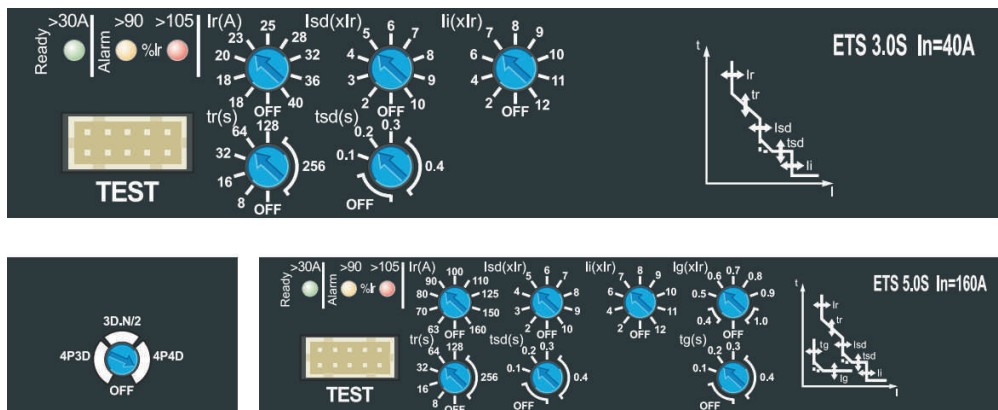 >30A >90 >105 Ir(A) Isd(xIr) Ii(xIr)
Ready Alarm %Ir
18 18 20 23 25 28 32 36 40 OFF
2 3 4 5 6 7 8 9 10 OFF
2 4 6 7 8 9 10 11 12 OFF
ETS 3.0S In=40A
tr(s) tsd(s)
8 16 32 64 128 256 OFF
0.1 0.2 0.3 0.4 OFF
TEST
t
Ir
tr
Isd
tsd
Ii
I
3D.N/2
4P3D 4P4D
OFF
>30A >90 >105 Ir(A) Isd(xIr) Ii(xIr) Ig(xIr)
Ready Alarm %Ir
63 70 80 90 100 110 125 150 160 OFF
2 3 4 5 6 7 8 9 10 OFF
2 4 6 7 8 9 10 11 12 OFF
0.4 0.5 0.6 0.7 0.8 0.9 1.0 OFF
ETS 5.0S In=160A
tr(s) tsd(s) tg(s)
8 16 32 64 128 256 OFF
0.1 0.2 0.3 0.4 OFF
0.1 0.2 0.3 0.4 OFF
TEST
t
Ir
tr
tg
Isd
tsd
Ig
Ii
I